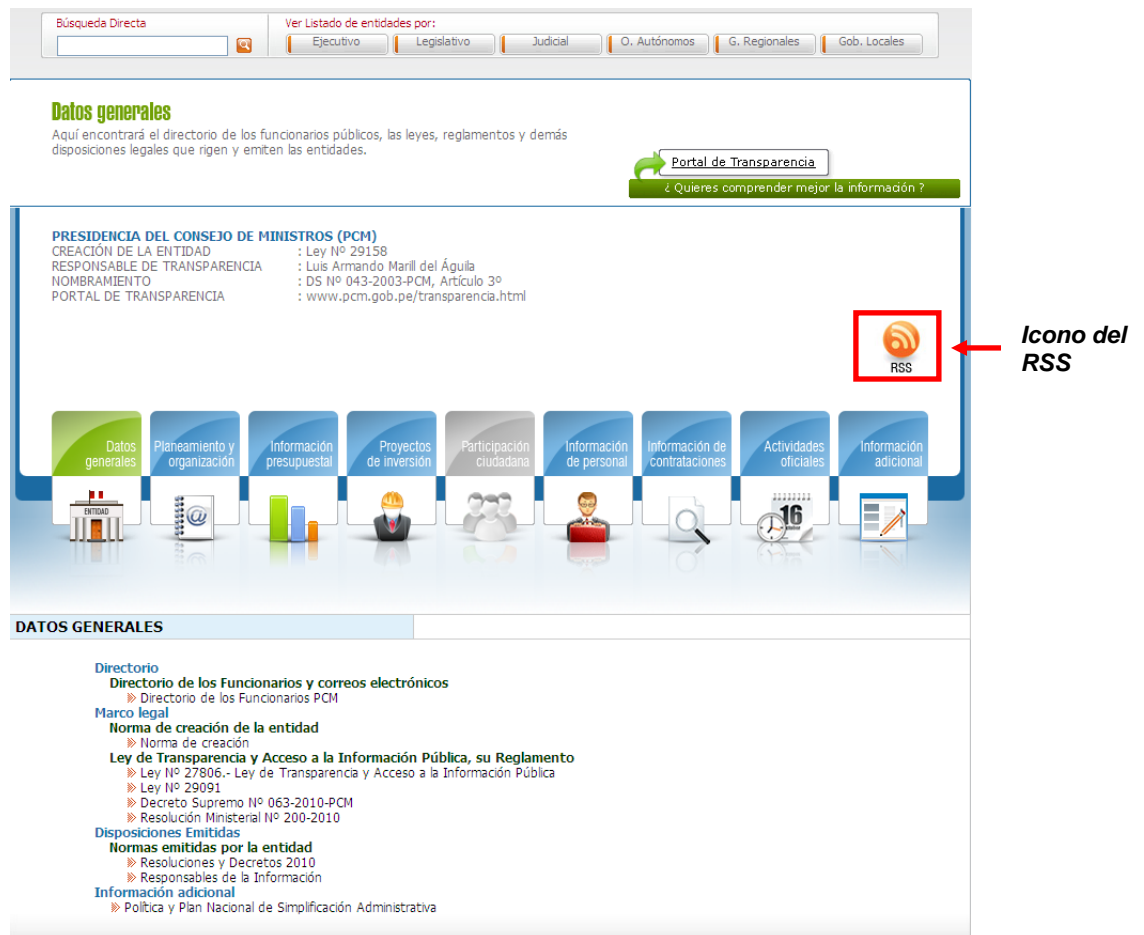 Búsqueda Directa
Ver Listado de entidades por:
Ejecutivo
Legislativo
Judicial
O. Autónomos
G. Regionales
Gob. Locales
Datos generales
Aquí encontrará el directorio de los funcionarios públicos, las leyes, reglamentos y demás
disposiciones legales que rigen y emiten las entidades.
Portal de Transparencia
¿ Quieres comprender mejor la información ?
PRESIDENCIA DEL CONSEJO DE MINISTROS (PCM)
CREACIÓN DE LA ENTIDAD : Ley Nº 29158
RESPONSABLE DE TRANSPARENCIA : Luis Armando Marill del Águila
NOMBRAMIENTO : DS Nº 043-2003-PCM, Artículo 3º
PORTAL DE TRANSPARENCIA : www.pcm.gob.pe/transparencia.html
RSS
Icono del
RSS
Datos
generales
Planeamiento y
organización
Información
presupuestal
Proyectos
de inversión
Participación
ciudadana
Información
de personal
Información de
contrataciones
Actividades
oficiales
Información
adicional
ENTIDAD
@
16
DATOS GENERALES
Directorio
Directorio de los Funcionarios y correos electrónicos
Directorio de los Funcionarios PCM
Marco legal
Norma de creación de la entidad
Norma de creación
Ley de Transparencia y Acceso a la Información Pública, su Reglamento
Ley Nº 27806.- Ley de Transparencia y Acceso a la Información Pública
Ley Nº 29091
Decreto Supremo Nº 063-2010-PCM
Resolución Ministerial Nº 200-2010
Disposiciones Emitidas
Normas emitidas por la entidad
Resoluciones y Decretos 2010
Responsables de la Información
Información adicional
Política y Plan Nacional de Simplificación Administrativa